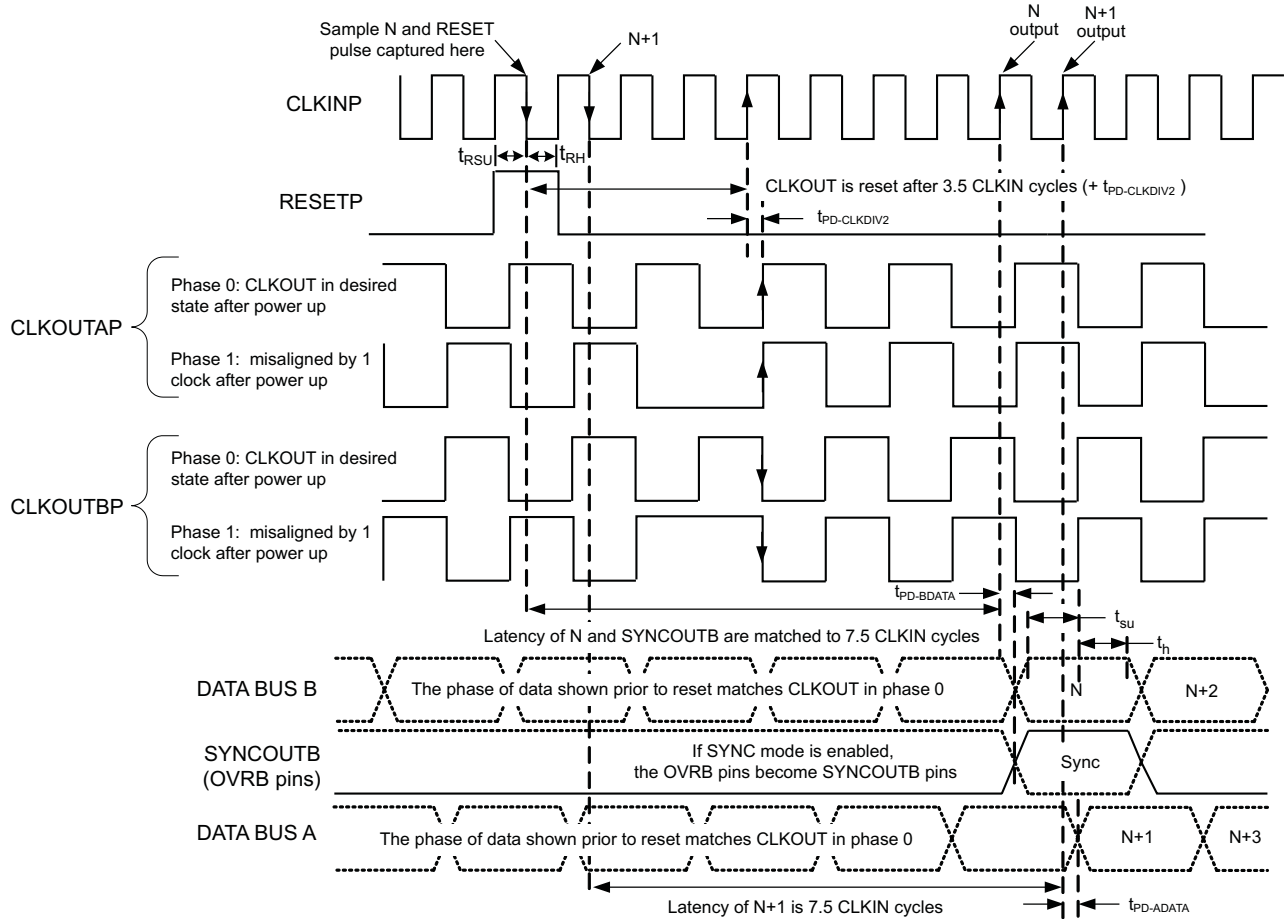 Sample N and RESET
pulse captured here
N+1
N
output
N+1
output
CLKINP
tRSU
tRH
RESETP
CLKOUT is reset after 3.5 CLKIN cycles (+ tPD-CLKDIV2 )
tPD-CLKDIV2
CLKOUTAP
Phase 0: CLKOUT in desired
state after power up
Phase 1: misaligned by 1
clock after power up
CLKOUTBP
Phase 0: CLKOUT in desired
state after power up
Phase 1: misaligned by 1
clock after power up
tPD-BDATA
tsu
Latency of N and SYNCOUTB are matched to 7.5 CLKIN cycles
th
DATA BUS B
The phase of data shown prior to reset matches CLKOUT in phase 0
N
N+2
SYNCOUTB
(OVRB pins)
If SYNC mode is enabled,
the OVRB pins become SYNCOUTB pins
Sync
DATA BUS A
The phase of data shown prior to reset matches CLKOUT in phase 0
N+1
N+3
Latency of N+1 is 7.5 CLKIN cycles
tPD-ADATA